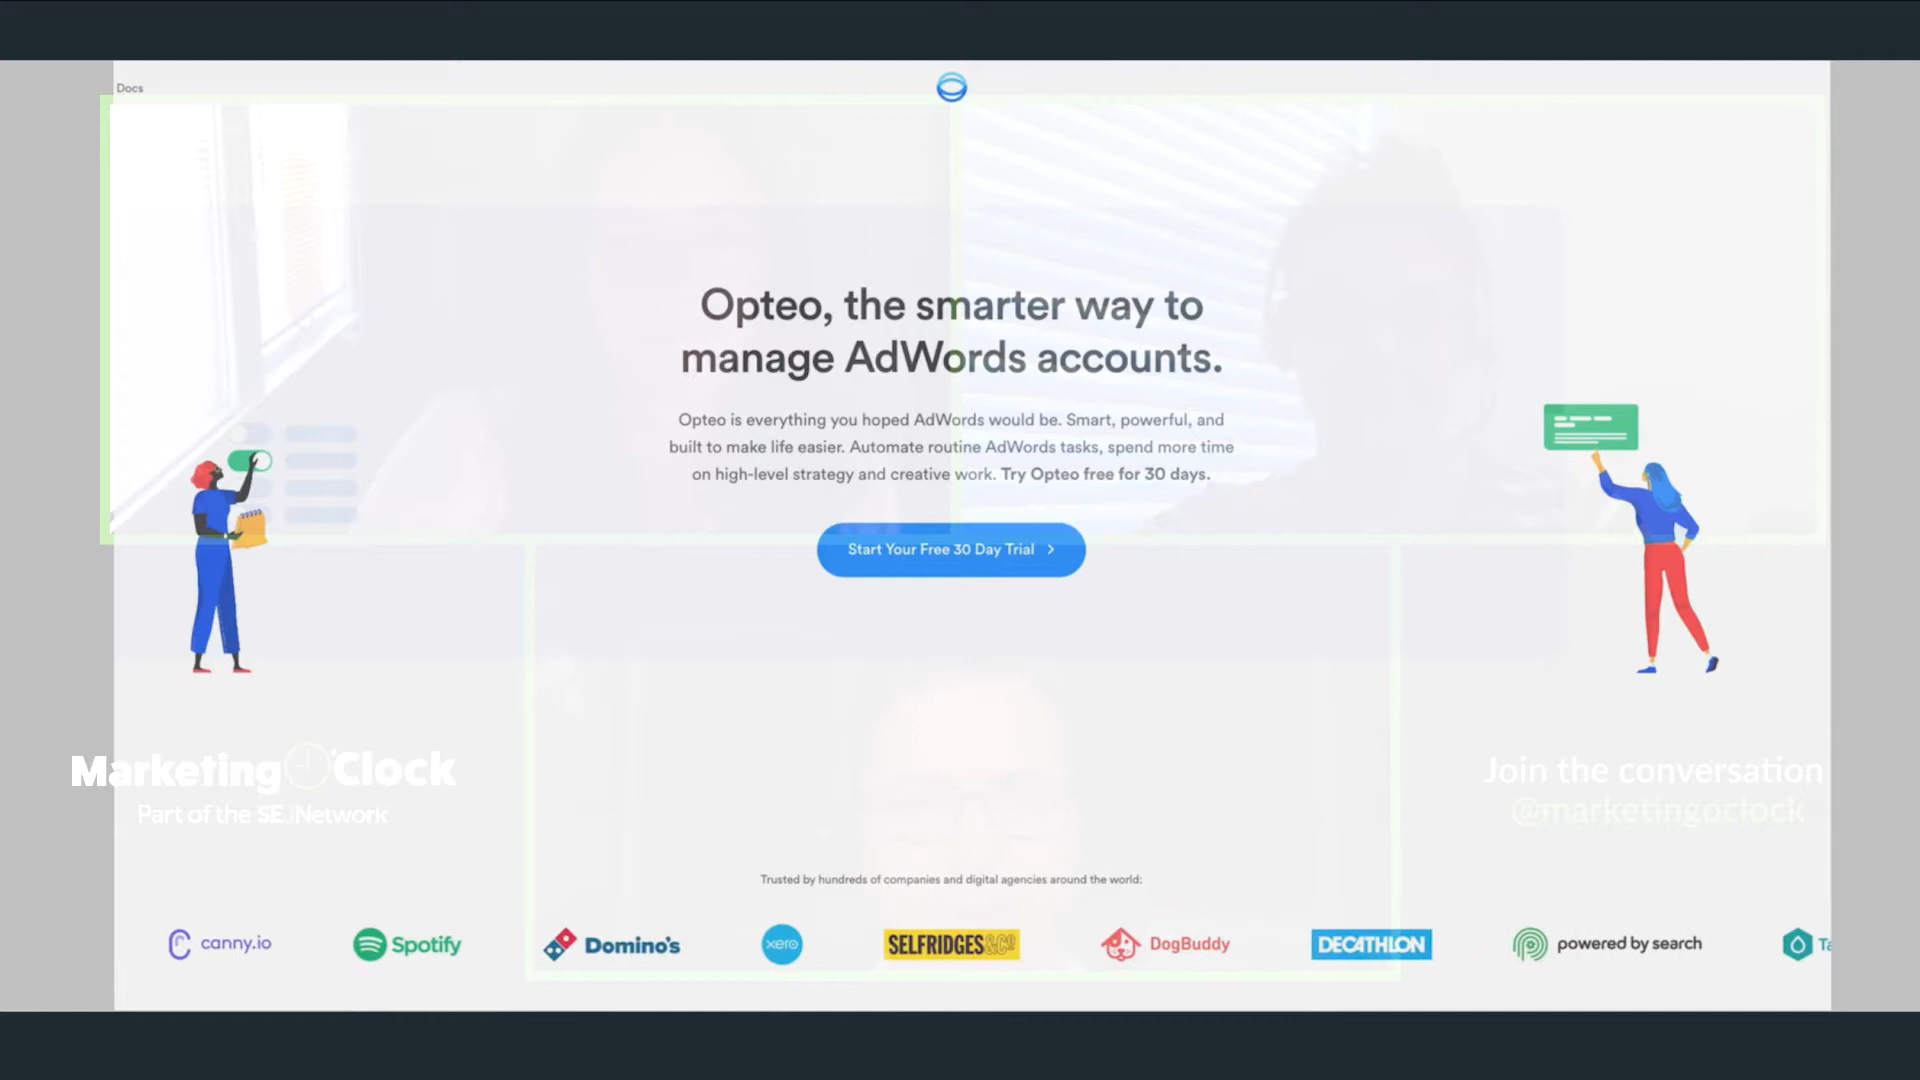 Docs
Opteo, the smarter way to
manage AdWords accounts.
Opteo is everything you hoped AdWords would be. Smart, powerful, and
built to make life easier. Automate routine AdWords tasks, spend more time
on high-level strategy and creative work. Try Opteo free for 30 days.
Start Your Free 30 Day Trial
Marketing O'Clock
Part of the SEJ Network
Join the conversation
@marketingoclock
Trusted by hundreds of companies and digital agencies around the world:
canny.io
Spotify
Domino's
xero
SELFRIDGES&CO
DogBuddy
DECATHLON
powered by search